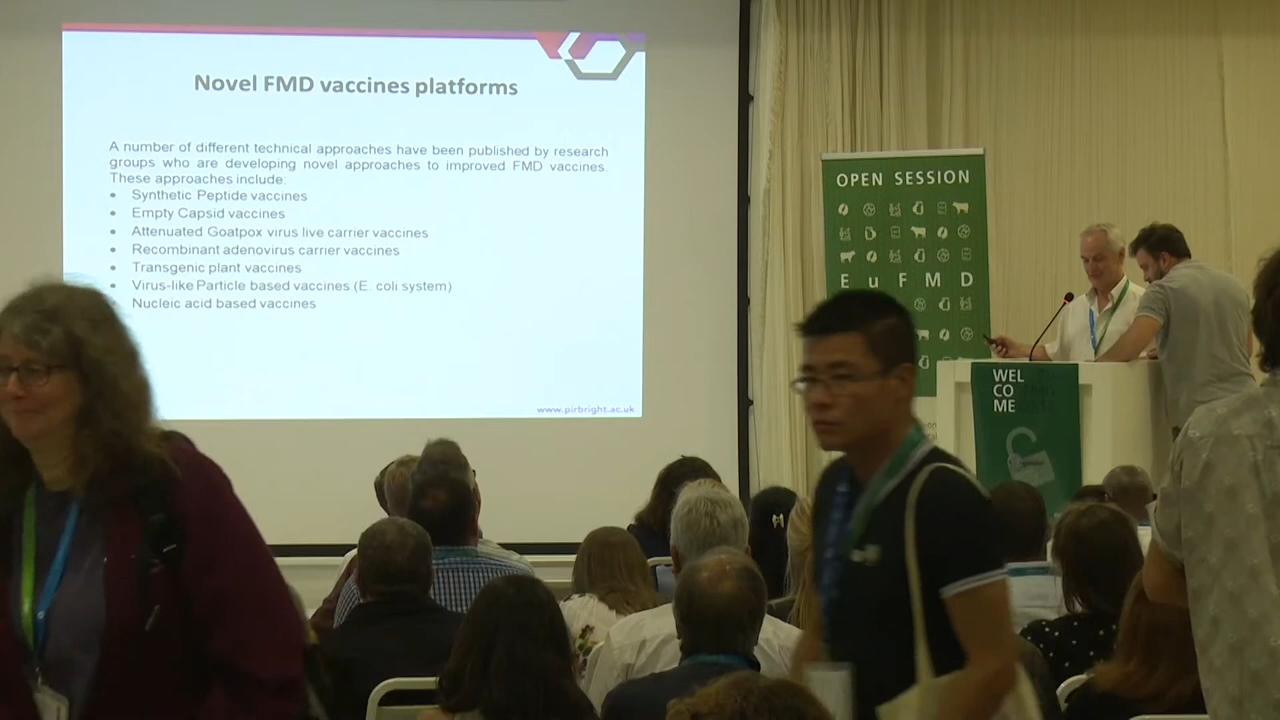 Novel FMD vaccines platforms
A number of different technical approaches have been published by research
groups who are developing novel approaches to improved FMD vaccines.
These approaches include:
• Synthetic Peptide vaccines
• Empty Capsid vaccines
• Attenuated Goatpox virus live carrier vaccines
• Recombinant adenovirus carrier vaccines
• Transgenic plant vaccines
• Virus-like Particle based vaccines (E. coli system)
Nucleic acid based vaccines
www.pirbright.ac.uk
OPEN SESSION
EuFMD
WEL
CO
ME